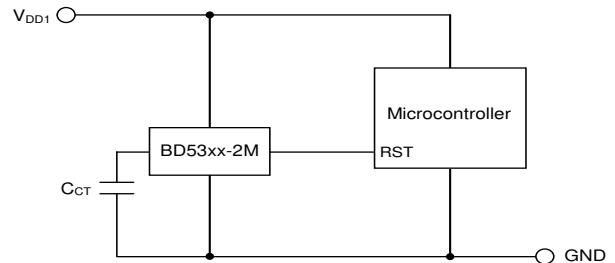 VDD1
Microcontroller
BD53xx-2M
RST
CCT
GND